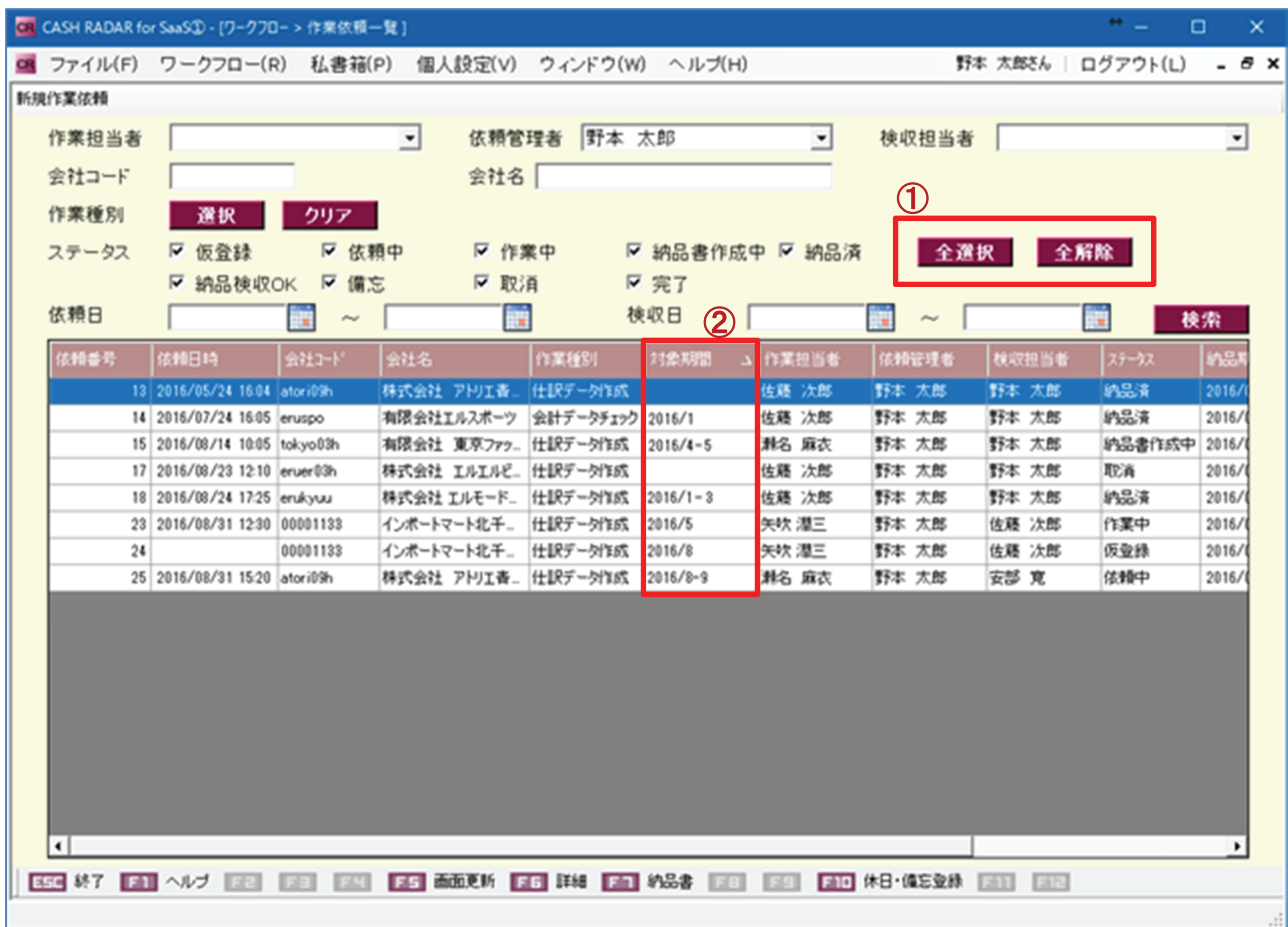 CASH RADAR for SaaS① - [ワークフロー > 作業依頼一覧]
ファイル(F) ワークフロー(R) 私書箱(P) 個人設定(V) ウィンドウ(W) ヘルプ(H) 野本 太郎さん ログアウト(L)
新規作業依頼
作業担当者 依頼管理者 野本 太郎 検収担当者
会社コード 会社名
①
作業種別 選択 クリア
ステータス 仮登録 依頼中 作業中 納品書作成中 納品済 全選択 全解除
納品検収OK 備忘 取消 完了
依頼日 ～ 検収日 ～ 検索
②
依頼番号 依頼日時 会社コード 会社名 作業種別 対象期間 作業担当者 依頼管理者 検収担当者 ステータス 納品期
13 2016/05/24 16:04 atori09h 株式会社 アトリエ香... 仕訳データ作成 佐藤 次郎 野本 太郎 野本 太郎 納品済 2016/0
14 2016/07/24 16:05 eruspo 有限会社エルスポーツ 会計データチェック 2016/1 佐藤 次郎 野本 太郎 野本 太郎 納品済 2016/0
15 2016/08/14 10:05 tokyo03h 有限会社 東京ファッ... 仕訳データ作成 2016/4-5 瀬名 麻衣 野本 太郎 野本 太郎 納品書作成中 2016/0
17 2016/08/23 12:10 eruer03h 株式会社 エルエルビ... 仕訳データ作成 佐藤 次郎 野本 太郎 野本 太郎 取消 2016/0
18 2016/08/24 17:25 erukyuu 株式会社 エルモード... 仕訳データ作成 2016/1-3 佐藤 次郎 野本 太郎 野本 太郎 納品済 2016/0
23 2016/08/31 12:30 00001133 インポートマート北千... 仕訳データ作成 2016/5 矢吹 潤三 野本 太郎 佐藤 次郎 作業中 2016/0
24 00001133 インポートマート北千... 仕訳データ作成 2016/8 矢吹 潤三 野本 太郎 佐藤 次郎 仮登録 2016/0
25 2016/08/31 15:20 atori09h 株式会社 アトリエ香... 仕訳データ作成 2016/8-9 瀬名 麻衣 野本 太郎 安部 寛 依頼中 2016/0
ESC 終了 F1 ヘルプ F2 F3 F4 F5 画面更新 F6 詳細 F7 納品書 F8 F9 F10 休日・備忘登録 F11 F12